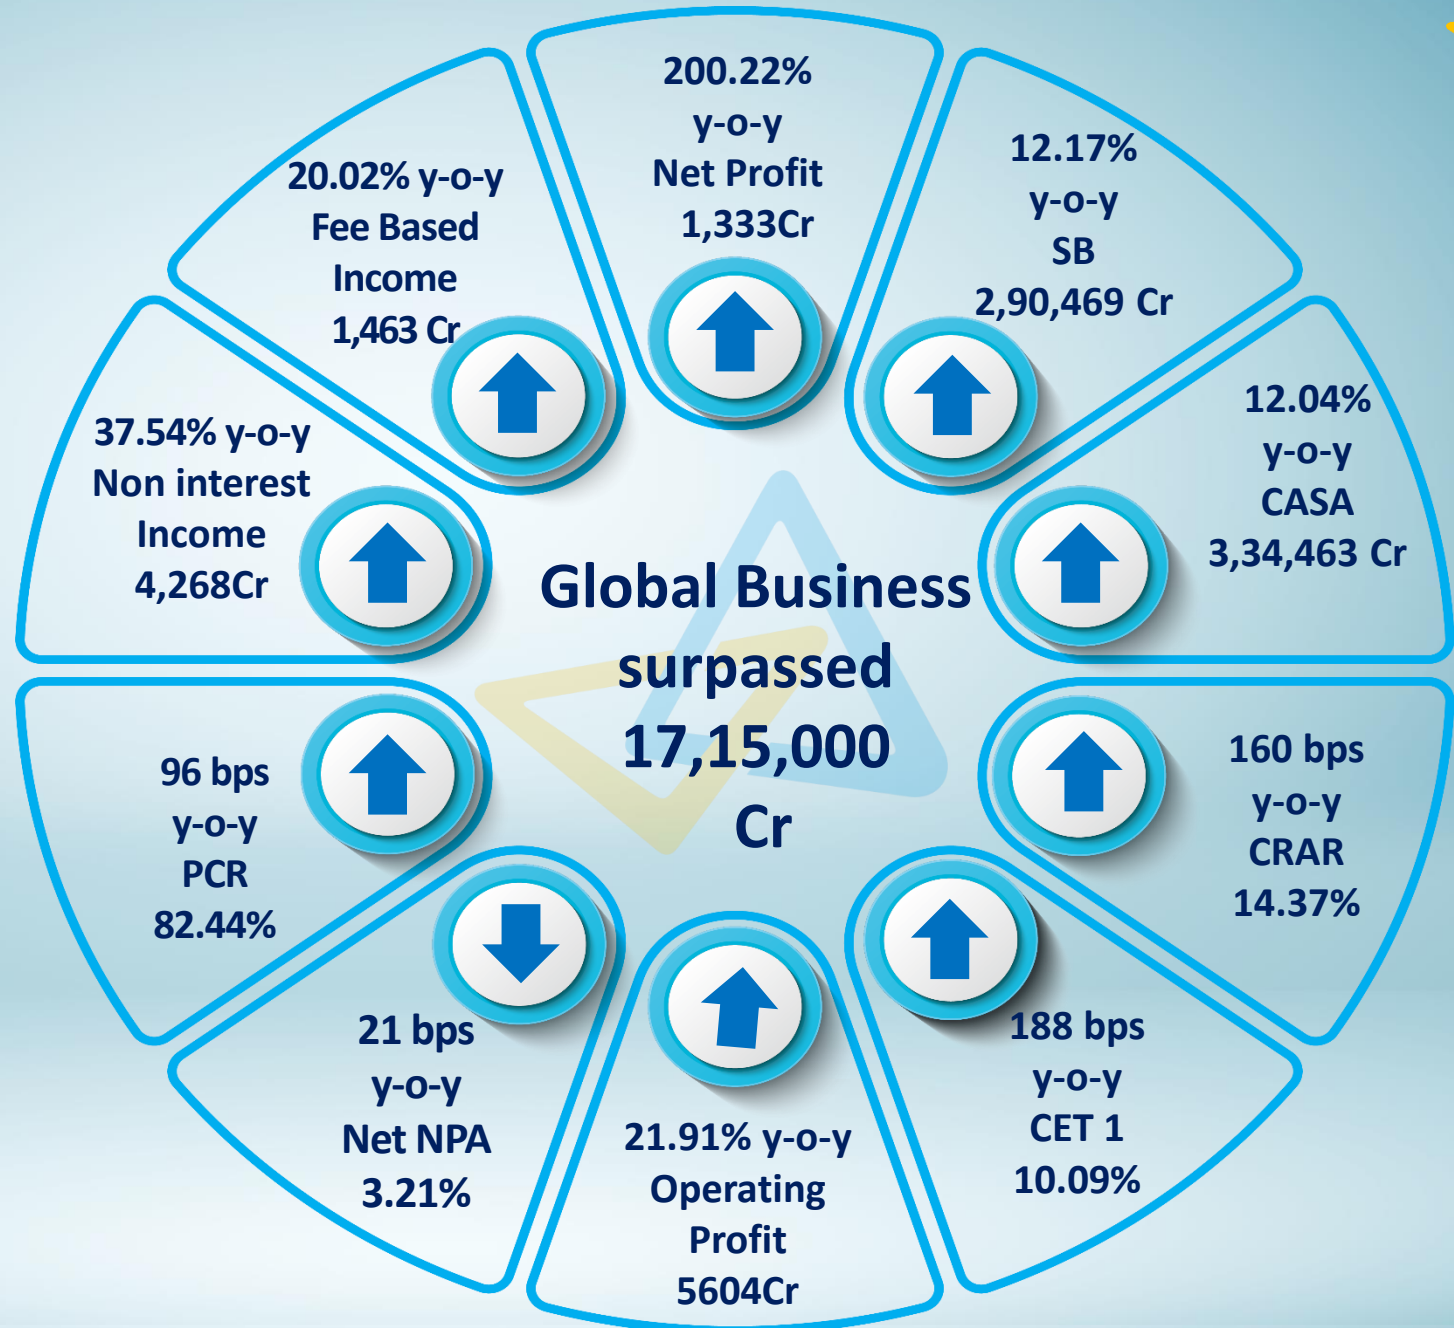 200.22%
y-o-y
Net Profit
1,333Cr
12.17%
y-o-y
SB
2,90,469 Cr
12.04%
y-o-y
CASA
3,34,463 Cr
160 bps
y-o-y
CRAR
14.37%
188 bps
y-o-y
CET 1
10.09%
21.91% y-o-y
Operating
Profit
5604Cr
21 bps
y-o-y
Net NPA
3.21%
96 bps
y-o-y
PCR
82.44%
37.54% y-o-y
Non interest
Income
4,268Cr
20.02% y-o-y
Fee Based
Income
1,463 Cr
Global Business
surpassed
17,15,000
Cr